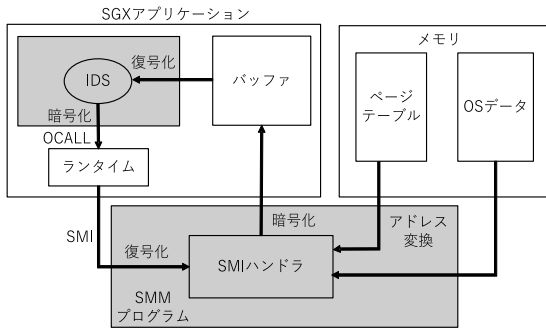 SGXアプリケーション
メモリ
IDS
復号化
暗号化
バッファ
ページ
テーブル
OSデータ
OCALL
ランタイム
SMI
復号化
暗号化
アドレス
変換
SMIハンドラ
SMM
プログラム